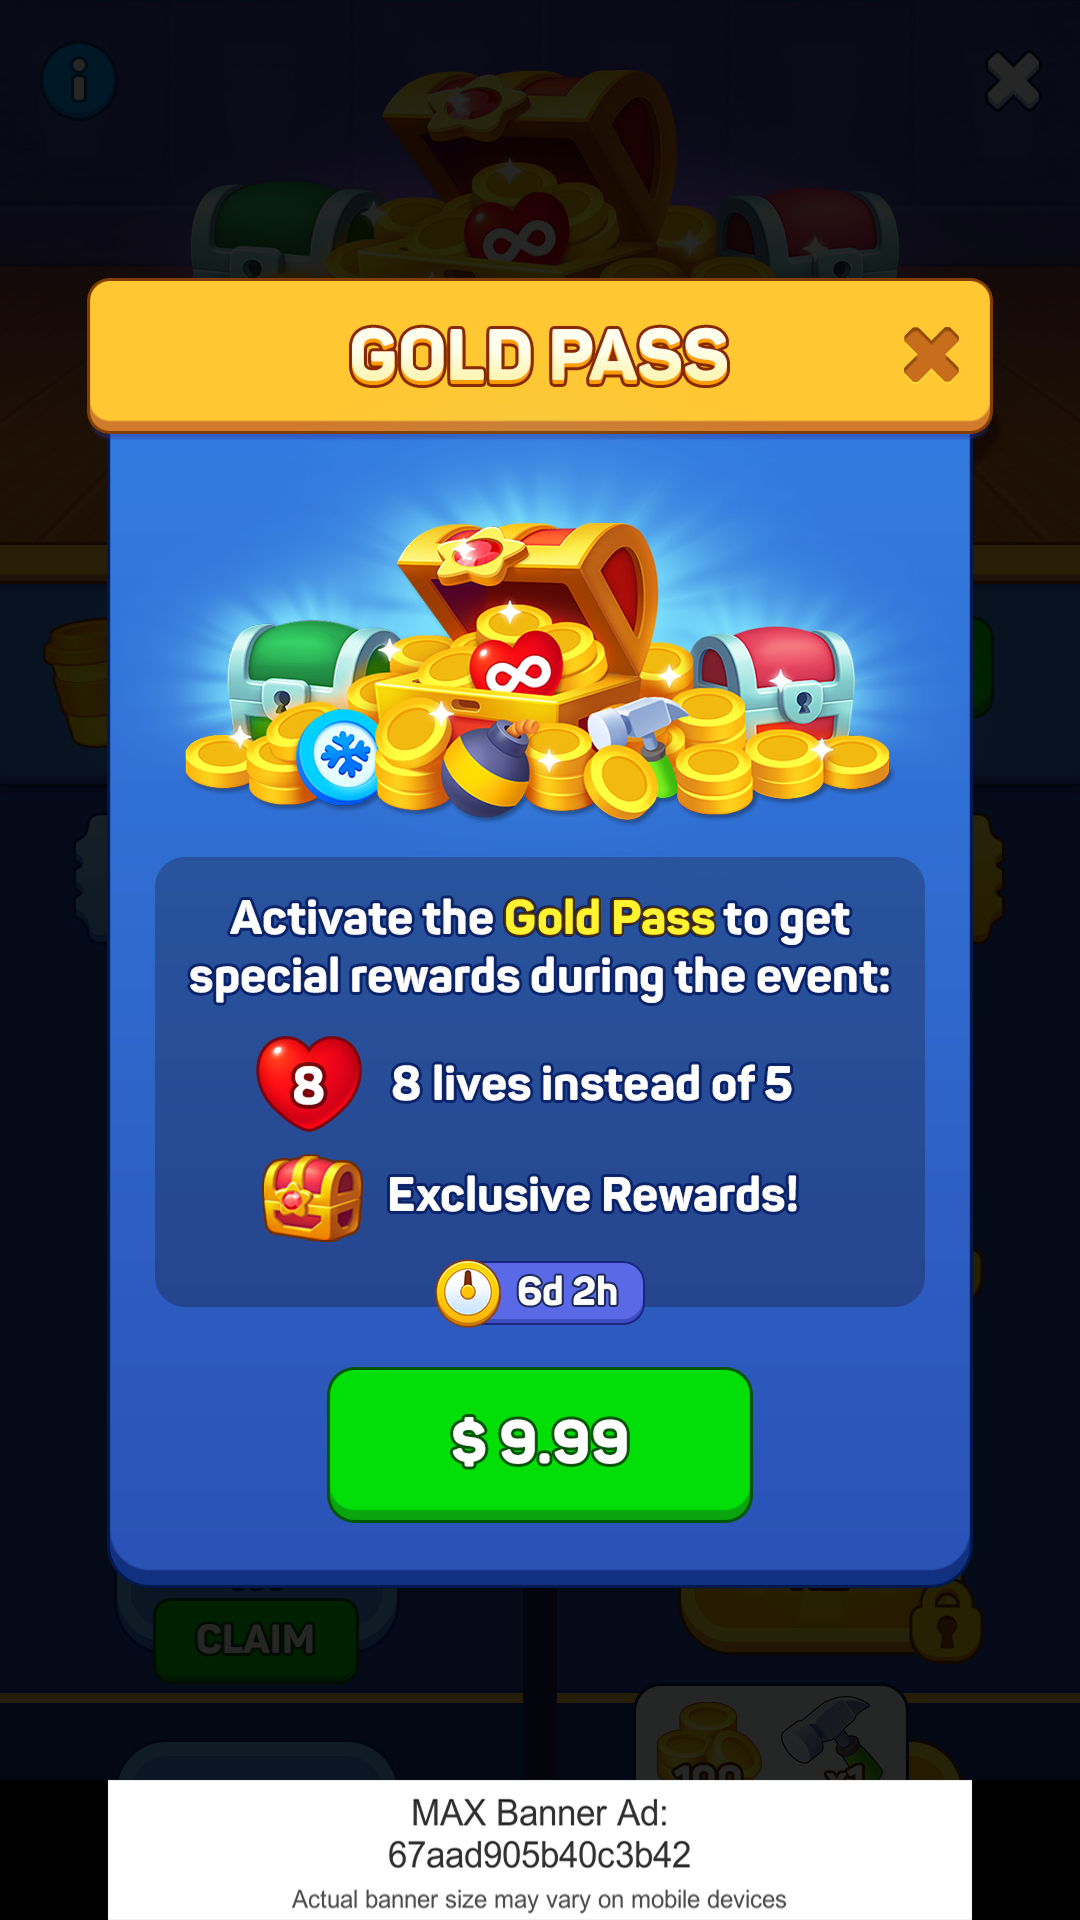 GOLD PASS
Activate the Gold Pass to get
special rewards during the event:
8
8 lives instead of 5
Exclusive Rewards!
6d 2h
$ 9.99
CLAIM
100
x1
MAX Banner Ad:
67aad905b40c3b42
Actual banner size may vary on mobile devices